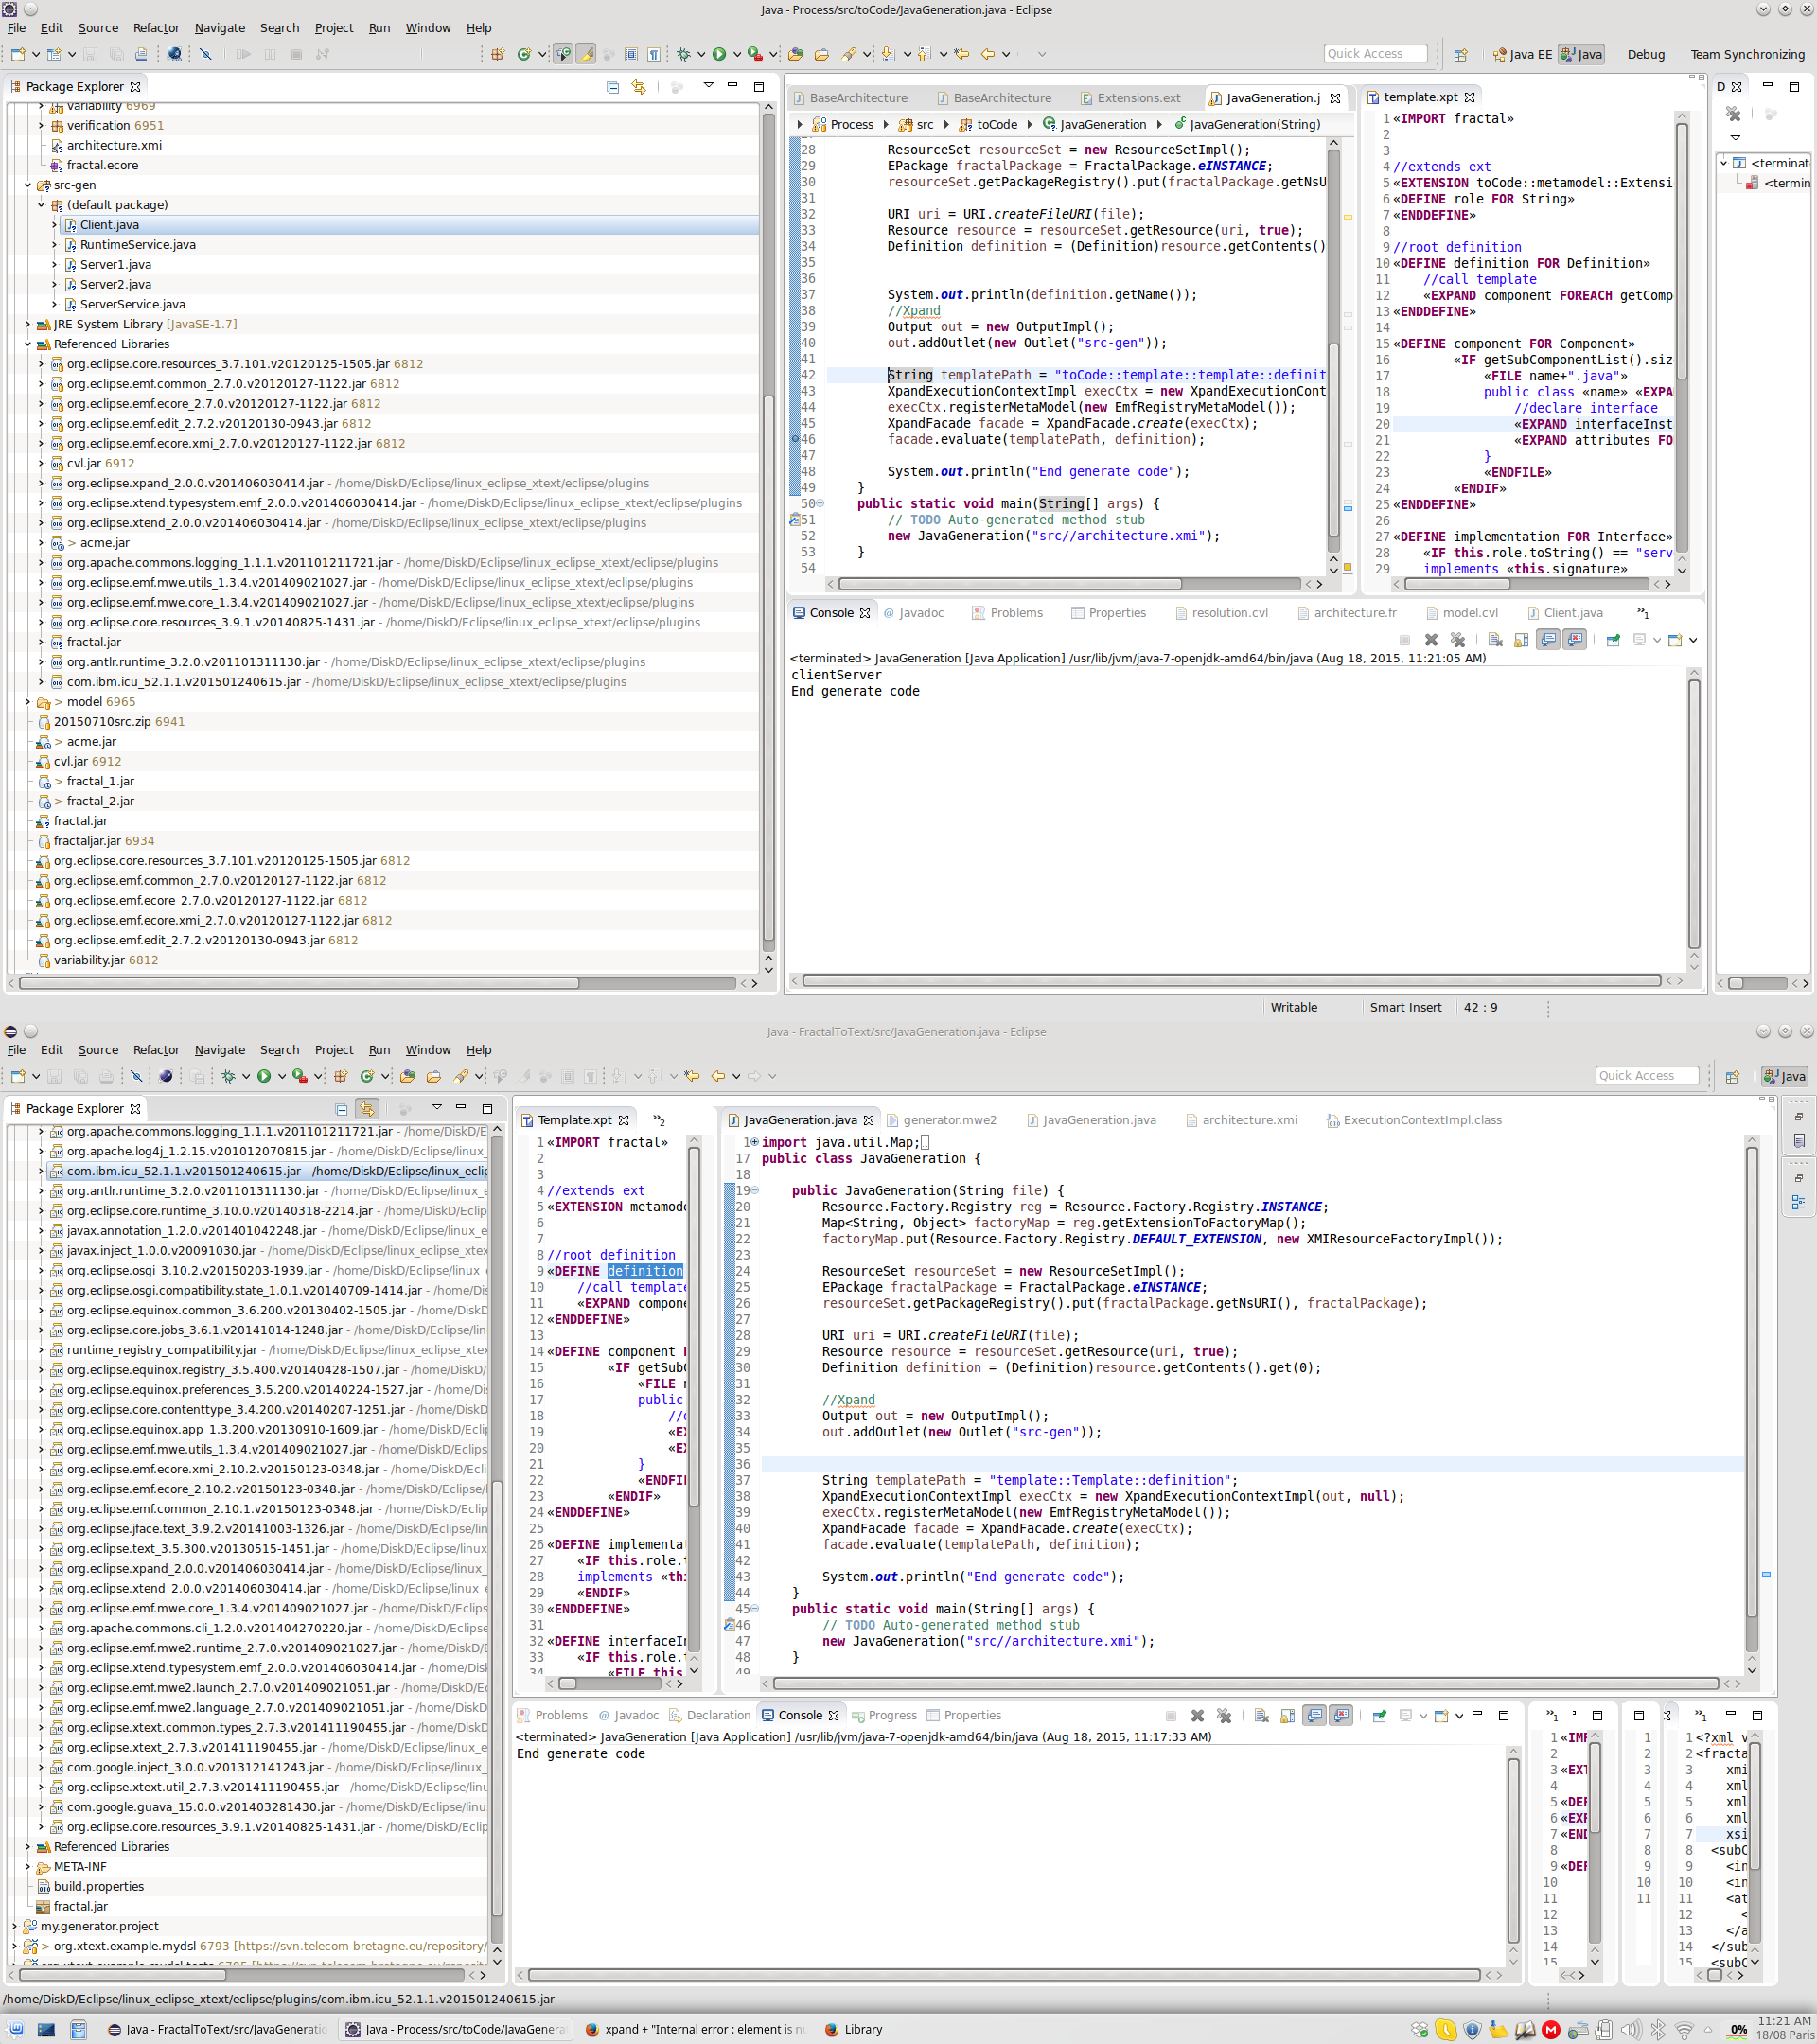 Java - Process/src/toCode/JavaGeneration.java - Eclipse
File Edit Source Refactor Navigate Search Project Run Window Help
Quick Access
Java EE
Java
Debug
Team Synchronizing
Package Explorer
variability 6969
verification 6951
architecture.xmi
fractal.ecore
src-gen
(default package)
Client.java
RuntimeService.java
Server1.java
Server2.java
ServerService.java
JRE System Library [JavaSE-1.7]
Referenced Libraries
org.eclipse.core.resources_3.7.101.v20120125-1505.jar 6812
org.eclipse.emf.common_2.7.0.v20120127-1122.jar 6812
org.eclipse.emf.ecore_2.7.0.v20120127-1122.jar 6812
org.eclipse.emf.edit_2.7.2.v20120130-0943.jar 6812
org.eclipse.emf.ecore.xmi_2.7.0.v20120127-1122.jar 6812
cvl.jar 6912
org.eclipse.xpand_2.0.0.v201406030414.jar - /home/DiskD/Eclipse/linux_eclipse_xtext/eclipse/plugins
org.eclipse.xtend.typesystem.emf_2.0.0.v201406030414.jar - /home/DiskD/Eclipse/linux_eclipse_xtext/eclipse/plugins
org.eclipse.xtend_2.0.0.v201406030414.jar - /home/DiskD/Eclipse/linux_eclipse_xtext/eclipse/plugins
> acme.jar
org.apache.commons.logging_1.1.1.v201101211721.jar - /home/DiskD/Eclipse/linux_eclipse_xtext/eclipse/plugins
org.eclipse.emf.mwe.utils_1.3.4.v201409021027.jar - /home/DiskD/Eclipse/linux_eclipse_xtext/eclipse/plugins
org.eclipse.emf.mwe.core_1.3.4.v201409021027.jar - /home/DiskD/Eclipse/linux_eclipse_xtext/eclipse/plugins
org.eclipse.core.resources_3.9.1.v20140825-1431.jar - /home/DiskD/Eclipse/linux_eclipse_xtext/eclipse/plugins
fractal.jar
org.antlr.runtime_3.2.0.v201101311130.jar - /home/DiskD/Eclipse/linux_eclipse_xtext/eclipse/plugins
com.ibm.icu_52.1.1.v201501240615.jar - /home/DiskD/Eclipse/linux_eclipse_xtext/eclipse/plugins
> model 6965
20150710src.zip 6941
> acme.jar
cvl.jar 6912
> fractal_1.jar
> fractal_2.jar
fractal.jar
fractaljar.jar 6934
org.eclipse.core.resources_3.7.101.v20120125-1505.jar 6812
org.eclipse.emf.common_2.7.0.v20120127-1122.jar 6812
org.eclipse.emf.ecore_2.7.0.v20120127-1122.jar 6812
org.eclipse.emf.ecore.xmi_2.7.0.v20120127-1122.jar 6812
org.eclipse.emf.edit_2.7.2.v20120130-0943.jar 6812
variability.jar 6812
BaseArchitecture
BaseArchitecture
Extensions.ext
JavaGeneration.j
Process src toCode JavaGeneration JavaGeneration(String)
28 ResourceSet resourceSet = new ResourceSetImpl();
29 EPackage fractalPackage = FractalPackage.eINSTANCE;
30 resourceSet.getPackageRegistry().put(fractalPackage.getNsU
31
32 URI uri = URI.createFileURI(file);
33 Resource resource = resourceSet.getResource(uri, true);
34 Definition definition = (Definition)resource.getContents()
35
36
37 System.out.println(definition.getName());
38 //Xpand
39 Output out = new OutputImpl();
40 out.addOutlet(new Outlet("src-gen"));
41
42 String templatePath = "toCode::template::template::definit
43 XpandExecutionContextImpl execCtx = new XpandExecutionCont
44 execCtx.registerMetaModel(new EmfRegistryMetaModel());
45 XpandFacade facade = XpandFacade.create(execCtx);
46 facade.evaluate(templatePath, definition);
47
48 System.out.println("End generate code");
49 }
50 public static void main(String[] args) {
51 // TODO Auto-generated method stub
52 new JavaGeneration("src//architecture.xmi");
53 }
54
template.xpt
1 «IMPORT fractal»
2
3
4 //extends ext
5 «EXTENSION toCode::metamodel::Extensi
6 «DEFINE role FOR String»
7 «ENDDEFINE»
8
9 //root definition
10 «DEFINE definition FOR Definition»
11 //call template
12 «EXPAND component FOREACH getComp
13 «ENDDEFINE»
14
15 «DEFINE component FOR Component»
16 «IF getSubComponentList().siz
17 «FILE name+".java"»
18 public class «name» «EXPA
19 //declare interface
20 «EXPAND interfaceInst
21 «EXPAND attributes FO
22 }
23 «ENDFILE»
24 «ENDIF»
25 «ENDDEFINE»
26
27 «DEFINE implementation FOR Interface»
28 «IF this.role.toString() == "serv
29 implements «this.signature»
D
<terminat
<termin
Console
Javadoc
Problems
Properties
resolution.cvl
architecture.fr
model.cvl
Client.java
»1
<terminated> JavaGeneration [Java Application] /usr/lib/jvm/java-7-openjdk-amd64/bin/java (Aug 18, 2015, 11:21:05 AM)
clientServer
End generate code
Writable
Smart Insert
42 : 9
Java - FractalToText/src/JavaGeneration.java - Eclipse
File Edit Source Refactor Navigate Search Project Run Window Help
Quick Access
Java
Package Explorer
org.apache.commons.logging_1.1.1.v201101211721.jar - /home/DiskD/E
org.apache.log4j_1.2.15.v201012070815.jar - /home/DiskD/Eclipse/linux_
com.ibm.icu_52.1.1.v201501240615.jar - /home/DiskD/Eclipse/linux_eclip
org.antlr.runtime_3.2.0.v201101311130.jar - /home/DiskD/Eclipse/linux_
org.eclipse.core.runtime_3.10.0.v20140318-2214.jar - /home/DiskD/Eclips
javax.annotation_1.2.0.v201401042248.jar - /home/DiskD/Eclipse/linux_e
javax.inject_1.0.0.v20091030.jar - /home/DiskD/Eclipse/linux_eclipse_xtex
org.eclipse.osgi_3.10.2.v20150203-1939.jar - /home/DiskD/Eclipse/linux_
org.eclipse.osgi.compatibility.state_1.0.1.v20140709-1414.jar - /home/Disk
org.eclipse.equinox.common_3.6.200.v20130402-1505.jar - /home/DiskD
org.eclipse.core.jobs_3.6.1.v20141014-1248.jar - /home/DiskD/Eclipse/lin
runtime_registry_compatibility.jar - /home/DiskD/Eclipse/linux_eclipse_xte
org.eclipse.equinox.registry_3.5.400.v20140428-1507.jar - /home/DiskD/
org.eclipse.equinox.preferences_3.5.200.v20140224-1527.jar - /home/Dis
org.eclipse.core.contenttype_3.4.200.v20140207-1251.jar - /home/DiskD
org.eclipse.equinox.app_1.3.200.v20130910-1609.jar - /home/DiskD/Eclip
org.eclipse.emf.mwe.utils_1.3.4.v201409021027.jar - /home/DiskD/Eclips
org.eclipse.emf.ecore.xmi_2.10.2.v20150123-0348.jar - /home/DiskD/Ecli
org.eclipse.emf.ecore_2.10.2.v20150123-0348.jar - /home/DiskD/Eclipse/
org.eclipse.emf.common_2.10.1.v20150123-0348.jar - /home/DiskD/Eclip
org.eclipse.jface.text_3.9.2.v20141003-1326.jar - /home/DiskD/Eclipse/lin
org.eclipse.text_3.5.300.v20130515-1451.jar - /home/DiskD/Eclipse/linux_
org.eclipse.xpand_2.0.0.v201406030414.jar - /home/DiskD/Eclipse/linux_
org.eclipse.xtend_2.0.0.v201406030414.jar - /home/DiskD/Eclipse/linux_e
org.eclipse.emf.mwe.core_1.3.4.v201409021027.jar - /home/DiskD/Eclips
org.apache.commons.cli_1.2.0.v201404270220.jar - /home/DiskD/Eclipse
org.eclipse.emf.mwe2.runtime_2.7.0.v201409021027.jar - /home/DiskD/E
org.eclipse.xtend.typesystem.emf_2.0.0.v201406030414.jar - /home/Disk
org.eclipse.emf.mwe2.launch_2.7.0.v201409021051.jar - /home/DiskD/Ec
org.eclipse.emf.mwe2.language_2.7.0.v201409021051.jar - /home/DiskD
org.eclipse.xtext.common.types_2.7.3.v201411190455.jar - /home/DiskD
org.eclipse.xtext_2.7.3.v201411190455.jar - /home/DiskD/Eclipse/linux_e
com.google.inject_3.0.0.v201312141243.jar - /home/DiskD/Eclipse/linux_
org.eclipse.xtext.util_2.7.3.v201411190455.jar - /home/DiskD/Eclipse/linu
com.google.guava_15.0.0.v201403281430.jar - /home/DiskD/Eclipse/linu
org.eclipse.core.resources_3.9.1.v20140825-1431.jar - /home/DiskD/Eclip
Referenced Libraries
META-INF
build.properties
fractal.jar
my.generator.project
> org.xtext.example.mydsl 6793 [https://svn.telecom-bretagne.eu/repository/
Template.xpt
»2
1 «IMPORT fractal»
2
3
4 //extends ext
5 «EXTENSION metamode
6
7
8 //root definition
9 «DEFINE definition
10 //call template
11 «EXPAND compone
12 «ENDDEFINE»
13
14 «DEFINE component
15 «IF getSubC
16 «FILE n
17 public
18 //d
19 «E
20 «E
21 }
22 «ENDFI
23 «ENDIF»
24 «ENDDEFINE»
25
26 «DEFINE implementat
27 «IF this.role.t
28 implements «thi
29 «ENDIF»
30 «ENDDEFINE»
31
32 «DEFINE interfaceI
33 «IF this.role.t
34 «FILE this
JavaGeneration.java
generator.mwe2
JavaGeneration.java
architecture.xmi
ExecutionContextImpl.class
1 import java.util.Map;
17 public class JavaGeneration {
18
19 public JavaGeneration(String file) {
20 Resource.Factory.Registry reg = Resource.Factory.Registry.INSTANCE;
21 Map<String, Object> factoryMap = reg.getExtensionToFactoryMap();
22 factoryMap.put(Resource.Factory.Registry.DEFAULT_EXTENSION, new XMIResourceFactoryImpl());
23
24 ResourceSet resourceSet = new ResourceSetImpl();
25 EPackage fractalPackage = FractalPackage.eINSTANCE;
26 resourceSet.getPackageRegistry().put(fractalPackage.getNsURI(), fractalPackage);
27
28 URI uri = URI.createFileURI(file);
29 Resource resource = resourceSet.getResource(uri, true);
30 Definition definition = (Definition)resource.getContents().get(0);
31
32 //Xpand
33 Output out = new OutputImpl();
34 out.addOutlet(new Outlet("src-gen"));
35
36
37 String templatePath = "template::Template::definition";
38 XpandExecutionContextImpl execCtx = new XpandExecutionContextImpl(out, null);
39 execCtx.registerMetaModel(new EmfRegistryMetaModel());
40 XpandFacade facade = XpandFacade.create(execCtx);
41 facade.evaluate(templatePath, definition);
42
43 System.out.println("End generate code");
44 }
45 public static void main(String[] args) {
46 // TODO Auto-generated method stub
47 new JavaGeneration("src//architecture.xmi");
48 }
49
Problems
Javadoc
Declaration
Console
Progress
Properties
<terminated> JavaGeneration [Java Application] /usr/lib/jvm/java-7-openjdk-amd64/bin/java (Aug 18, 2015, 11:17:33 AM)
End generate code
»1
1 «IMF
2
3 «EXT
4
5 «DEF
6 «EXF
7 «END
8
9 «DEF
10
11
12
13
14
15
1
2
3
4
5
6
7
8
9
10
11
»1
1 <?xml v
2 <fracta
3 xmi
4 xml
5 xml
6 xml
7 xsi
8 <subC
9 <in
10 <in
11 <at
12 <
13 </a
14 </sub
15 <subC
/home/DiskD/Eclipse/linux_eclipse_xtext/eclipse/plugins/com.ibm.icu_52.1.1.v201501240615.jar
Java - FractalToText/src/JavaGeneratio
Java - Process/src/toCode/JavaGenera
xpand + "Internal error : element is nu
Library
0%
11:21 AM
18/08 Paris